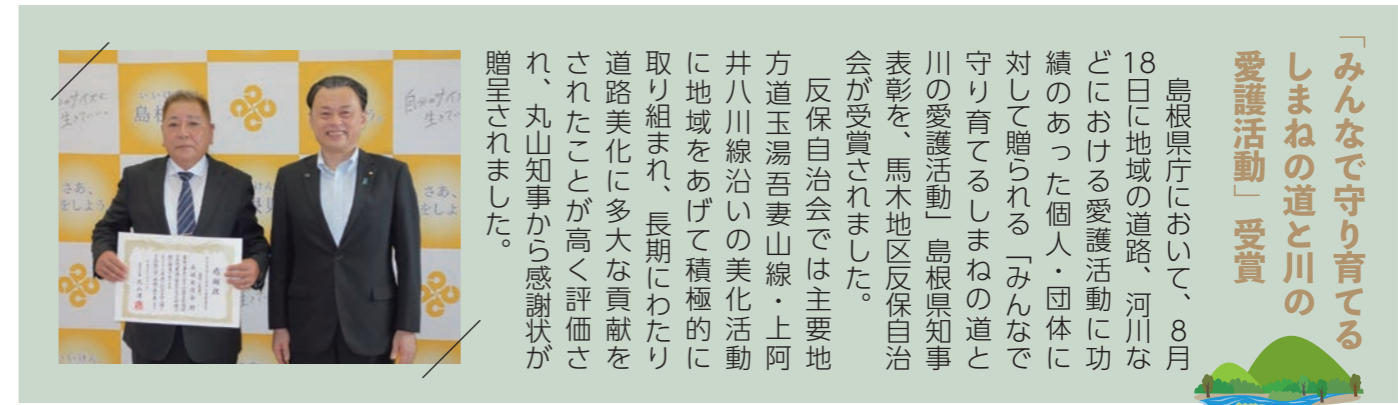 「みんなで守り育てる
しまねの道と川の
愛護活動」受賞
島根県庁において、8月
18日に地域の道路、河川な
どにおける愛護活動に功
績のあった個人・団体に
対して贈られる「みんなで
守り育てるしまねの道と
川の愛護活動」島根県知事
表彰を、馬木地区反保自治
会が受賞されました。
反保自治会では主要地
方道玉湯吾妻山線・上阿
井八川線沿いの美化活動
に地域をあげて積極的に
取り組まれ、長期にわたり
道路美化に多大な貢献を
されたことが高く評価さ
れ、丸山知事から感謝状が
贈呈されました。
感謝状